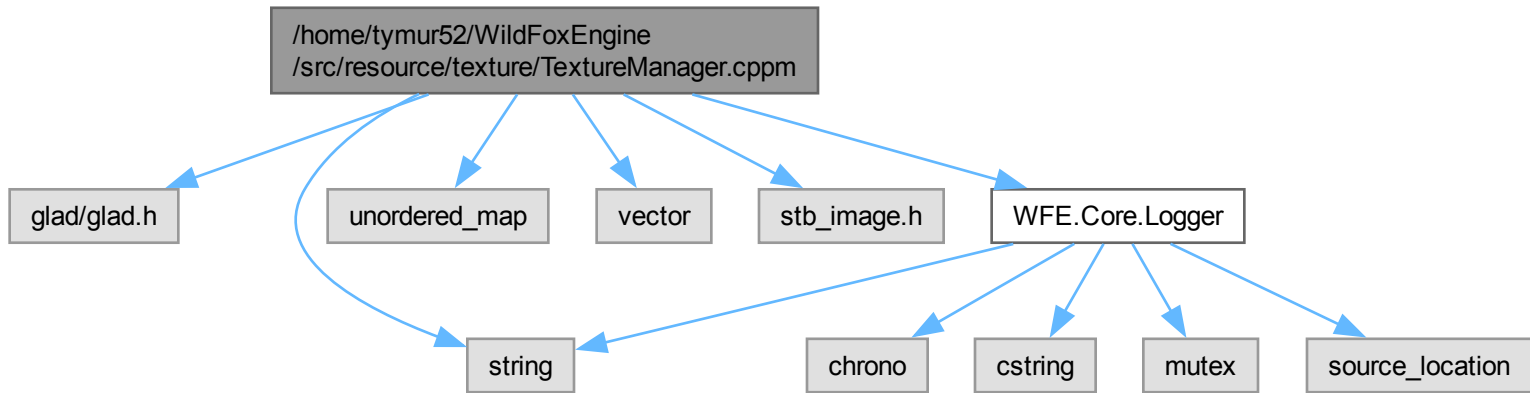 /home/tymur52/WildFoxEngine
/src/resource/texture/TextureManager.cppm
glad/glad.h
unordered_map
vector
stb_image.h
WFE.Core.Logger
string
chrono
cstring
mutex
source_location